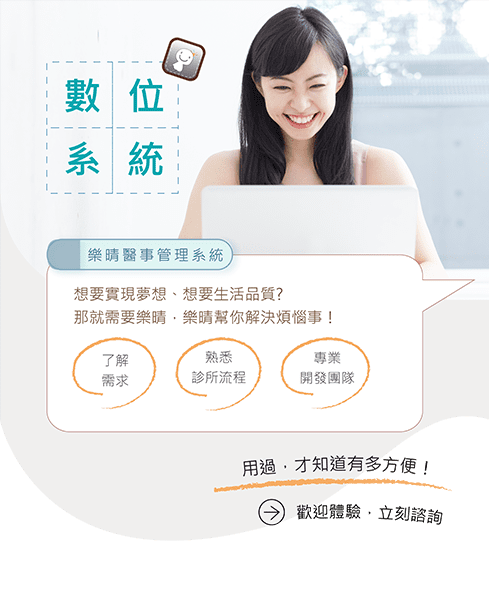 數位
系統
樂晴醫事管理系統
想要實現夢想、想要生活品質?
那就需要樂晴，樂晴幫你解決煩惱事！
了解
需求
熟悉
診所流程
專業
開發團隊
用過，才知道有多方便！
歡迎體驗，立刻諮詢